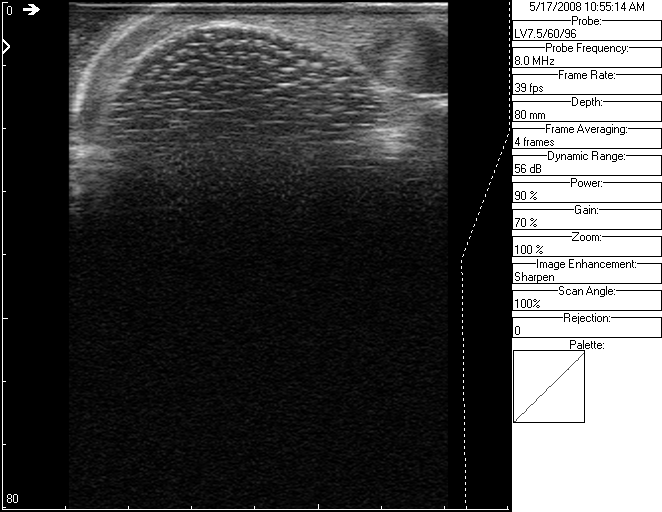 0
80
5/17/2008 10:55:14 AM
Probe:
LV7.5/60/96
Probe Frequency:
8.0 MHz
Frame Rate:
39 fps
Depth:
80 mm
Frame Averaging:
4 frames
Dynamic Range:
56 dB
Power:
90 %
Gain:
70 %
Zoom:
100 %
Image Enhancement:
Sharpen
Scan Angle:
100%
Rejection:
0
Palette: